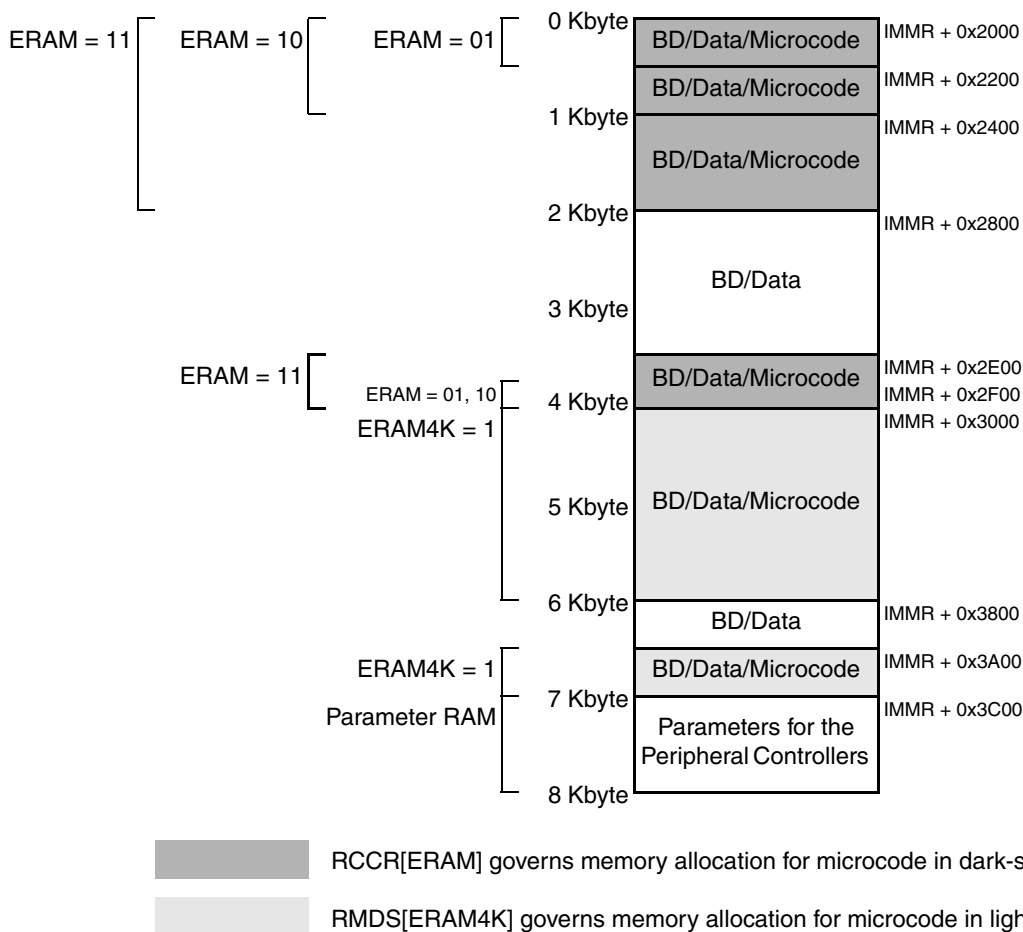 0 Kbyte
ERAM = 11
ERAM = 10
ERAM = 01
BD/Data/Microcode
IMMR + 0x2000
BD/Data/Microcode
IMMR + 0x2200
1 Kbyte
IMMR + 0x2400
BD/Data/Microcode
2 Kbyte
IMMR + 0x2800
BD/Data
3 Kbyte
ERAM = 11
BD/Data/Microcode
IMMR + 0x2E00
ERAM = 01, 10
IMMR + 0x2F00
4 Kbyte
ERAM4K = 1
IMMR + 0x3000
BD/Data/Microcode
5 Kbyte
6 Kbyte
IMMR + 0x3800
BD/Data
ERAM4K = 1
BD/Data/Microcode
IMMR + 0x3A00
7 Kbyte
Parameter RAM
IMMR + 0x3C00
Parameters for the
Peripheral Controllers
8 Kbyte
RCCR[ERAM] governs memory allocation for microcode in dark-s
RMDS[ERAM4K] governs memory allocation for microcode in ligh